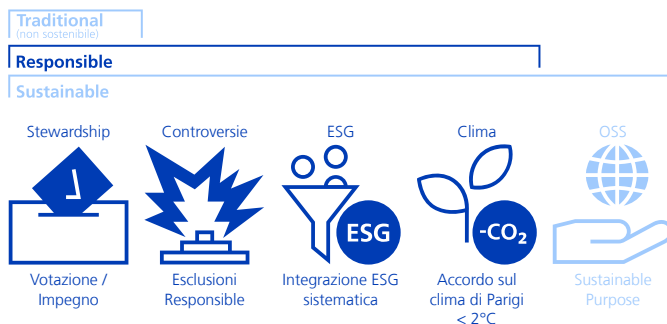 Traditional
(non sostenibile)
Responsible
Sustainable
Stewardship
Controversie
ESG
Clima
OSS
ESG
-CO₂
Votazione /
Impegno
Esclusioni
Responsible
Integrazione ESG
sistematica
Accordo sul
clima di Parigi
< 2°C
Sustainable
Purpose